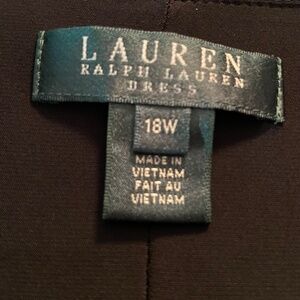 LAUREN
RALPH LAUREN
DRESS
18W
MADE IN
VIETNAM
FAIT AU
VIETNAM